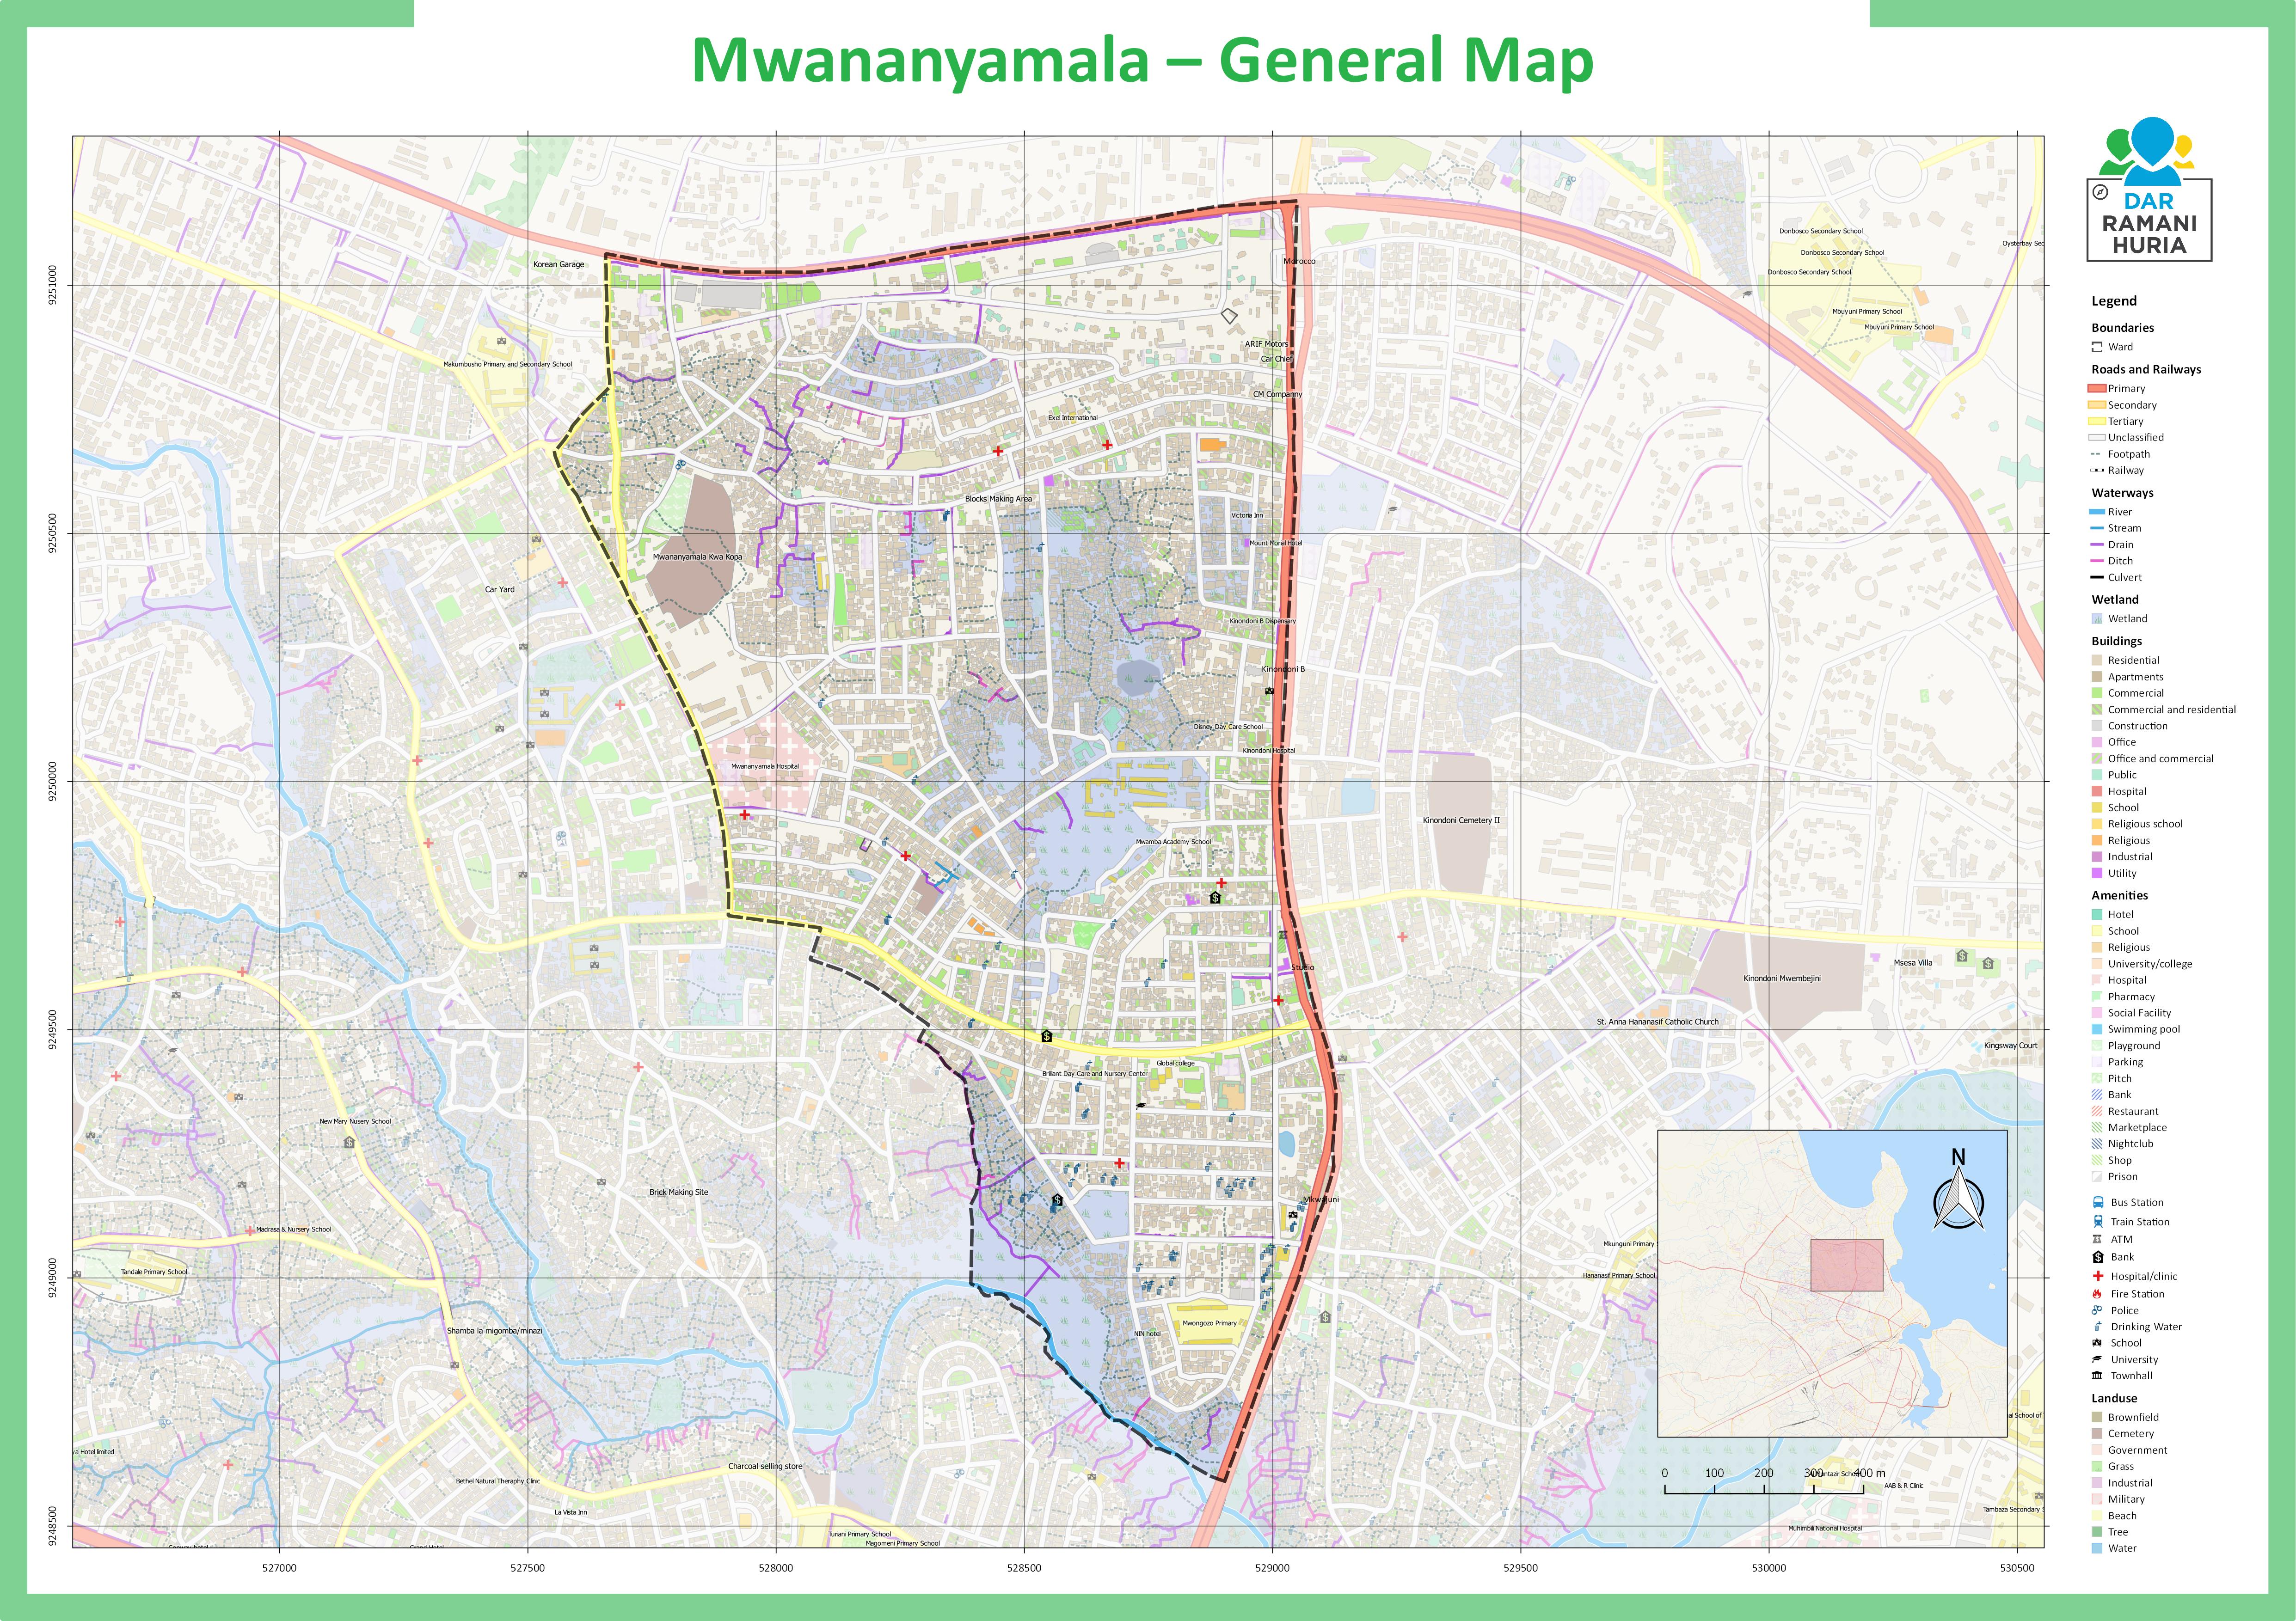 Mwananyamala – General Map
DAR
RAMANI
HURIA
Legend
Boundaries
Ward
Roads and Railways
Primary
Secondary
Tertiary
Unclassified
Footpath
Railway
Waterways
River
Stream
Drain
Ditch
Culvert
Wetland
Wetland
Buildings
Residential
Apartments
Commercial
Commercial and residential
Construction
Office
Office and commercial
Public
Hospital
School
Religious school
Religious
Industrial
Utility
Amenities
Hotel
School
Religious
University/college
Hospital
Pharmacy
Social Facility
Swimming pool
Playground
Parking
Pitch
Bank
Restaurant
Marketplace
Nightclub
Shop
Prison
Bus Station
Train Station
ATM
Bank
Hospital/clinic
Fire Station
Police
Drinking Water
School
University
Townhall
Landuse
Brownfield
Cemetery
Government
Grass
Industrial
Military
Beach
Tree
Water
Donbosco Secondary School
Oysterbay Sec
Donbosco Secondary School
Korean Garage
Morocco
Donbosco Secondary School
Mbuyuni Primary School
Mbuyuni Primary School
ARIF Motors
Car Chief
Makumbusho Primary and Secondary School
CM Companny
Exel International
Blocks Making Area
Victoria Inn
Mount Morial Hotel
Mwananyamala Kwa Kopa
Car Yard
Kinondoni B Dispensary
Kinondoni B
Disney Day Care School
Kinondoni Hospital
Mwananyamala Hospital
Kinondoni Cemetery II
Mwamba Academy School
Studio
Msesa Villa
Kinondoni Mwembejini
St. Anna Hananasif Catholic Church
Kingsway Court
Global college
Brillant Day Care and Nursery Center
New Mary Nusery School
Brick Making Site
Mkwajuni
Madrasa & Nursery School
Mkunguni Primary
Tandale Primary School
Hananasif Primary School
Mwongozo Primary
Shamba la migomba/minazi
NIN hotel
al School of
ya Hotel limited
Charcoal selling store
Bethel Natural Theraphy Clinic
AAB & R Clinic
La Vista Inn
Tambaza Secondary S
Turiani Primary School
Muhimbili National Hospital
Magomeni Primary School
N
0 100 200 300 400 m
9251000
9250500
9250000
9249500
9249000
9248500
527000 527500 528000 528500 529000 529500 530000 530500